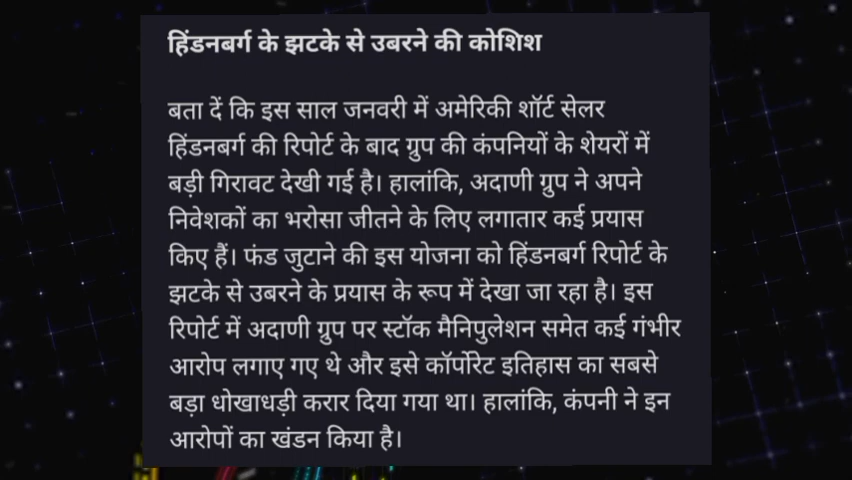 हिंडनबर्ग के झटके से उबरने की कोशिश
बता दें कि इस साल जनवरी में अमेरिकी शॉर्ट सेलर
हिंडनबर्ग की रिपोर्ट के बाद ग्रुप की कंपनियों के शेयरों में
बड़ी गिरावट देखी गई है। हालांकि, अदाणी ग्रुप ने अपने
निवेशकों का भरोसा जीतने के लिए लगातार कई प्रयास
किए हैं। फंड जुटाने की इस योजना को हिंडनबर्ग रिपोर्ट के
झटके से उबरने के प्रयास के रूप में देखा जा रहा है। इस
रिपोर्ट में अदाणी ग्रुप पर स्टॉक मैनिपुलेशन समेत कई गंभीर
आरोप लगाए गए थे और इसे कॉर्पोरेट इतिहास का सबसे
बड़ा धोखाधड़ी करार दिया गया था। हालांकि, कंपनी ने इन
आरोपों का खंडन किया है।